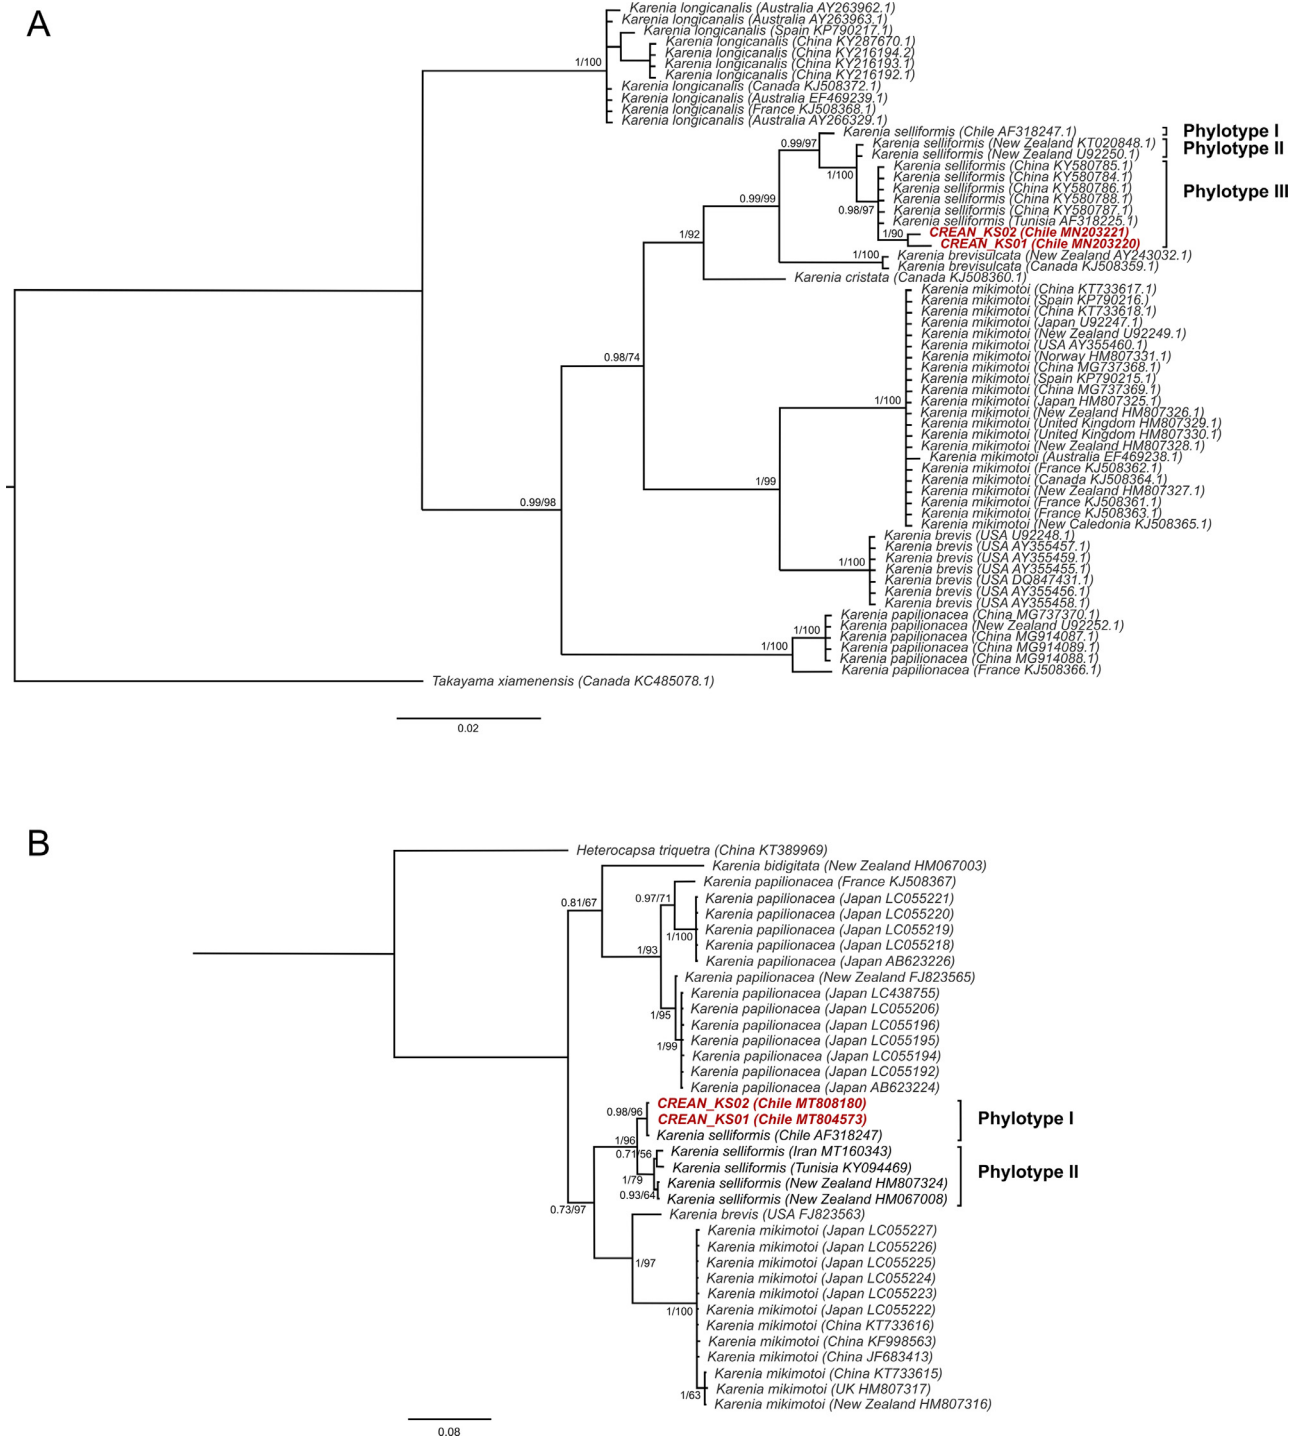 A
Karenia longicanalis (Australia AY263962.1)
Karenia longicanalis (Australia AY263963.1)
Karenia longicanalis (Spain KP790217.1)
Karenia longicanalis (China KY287670.1)
Karenia longicanalis (China KY216194.2)
1/100
Karenia longicanalis (China KY216193.1)
Karenia longicanalis (China KY216192.1)
Karenia longicanalis (Canada KJ508372.1)
Karenia longicanalis (Australia EF469239.1)
Karenia longicanalis (France KJ508368.1)
Karenia longicanalis (Australia AY266329.1)
Karenia selliformis (Chile AF318247.1)
Phylotype I
0.99/97
Karenia selliformis (New Zealand KT020848.1)
Karenia selliformis (New Zealand U92250.1)
Phylotype II
Karenia selliformis (China KY580785.1)
1/100
Karenia selliformis (China KY580784.1)
Karenia selliformis (China KY580786.1)
Phylotype III
0.99/99
Karenia selliformis (China KY580788.1)
0.98/97
Karenia selliformis (China KY580787.1)
Karenia selliformis (Tunisia AF318225.1)
1/92
1/90
CREAN_KS02 (Chile MN203221)
CREAN_KS01 (Chile MN203220)
1/100
Karenia brevisulcata (New Zealand AY243032.1)
Karenia brevisulcata (Canada KJ508359.1)
Karenia cristata (Canada KJ508360.1)
Karenia mikimotoi (China KT733617.1)
Karenia mikimotoi (Spain KP790216.)
Karenia mikimotoi (China KT733618.1)
Karenia mikimotoi (Japan U92247.1)
Karenia mikimotoi (New Zealand U92249.1)
Karenia mikimotoi (USA AY355460.1)
0.98/74
Karenia mikimotoi (Norway HM807331.1)
Karenia mikimotoi (China MG737368.1)
Karenia mikimotoi (Spain KP790215.1)
Karenia mikimotoi (China MG737369.1)
1/100
Karenia mikimotoi (Japan HM807325.1)
Karenia mikimotoi (New Zealand HM807326.1)
Karenia mikimotoi (United Kingdom HM807329.1)
Karenia mikimotoi (United Kingdom HM807330.1)
Karenia mikimotoi (New Zealand HM807328.1)
Karenia mikimotoi (Australia EF469238.1)
Karenia mikimotoi (France KJ508362.1)
1/99
Karenia mikimotoi (Canada KJ508364.1)
Karenia mikimotoi (New Zealand HM807327.1)
0.99/98
Karenia mikimotoi (France KJ508361.1)
Karenia mikimotoi (France KJ508363.1)
Karenia mikimotoi (New Caledonia KJ508365.1)
Karenia brevis (USA U92248.1)
Karenia brevis (USA AY355457.1)
Karenia brevis (USA AY355459.1)
1/100
Karenia brevis (USA AY355455.1)
Karenia brevis (USA DQ847431.1)
Karenia brevis (USA AY355456.1)
Karenia brevis (USA AY355458.1)
Karenia papilionacea (China MG737370.1)
1/100
Karenia papilionacea (New Zealand U92252.1)
Karenia papilionacea (China MG914087.1)
1/100
Karenia papilionacea (China MG914089.1)
Karenia papilionacea (China MG914088.1)
Karenia papilionacea (France KJ508366.1)
Takayama xiamenensis (Canada KC485078.1)
0.02
B
Heterocapsa triquetra (China KT389969)
Karenia bidigitata (New Zealand HM067003)
Karenia papilionacea (France KJ508367)
0.81/67
0.97/71
Karenia papilionacea (Japan LC055221)
Karenia papilionacea (Japan LC055220)
Karenia papilionacea (Japan LC055219)
1/100
1/93
Karenia papilionacea (Japan LC055218)
Karenia papilionacea (Japan AB623226)
Karenia papilionacea (New Zealand FJ823565)
Karenia papilionacea (Japan LC438755)
Karenia papilionacea (Japan LC055206)
1/95
Karenia papilionacea (Japan LC055196)
Karenia papilionacea (Japan LC055195)
1/99
Karenia papilionacea (Japan LC055194)
Karenia papilionacea (Japan LC055192)
Karenia papilionacea (Japan AB623224)
0.98/96
CREAN_KS02 (Chile MT808180)
CREAN_KS01 (Chile MT804573)
Phylotype I
1/96
Karenia selliformis (Chile AF318247)
0.71/56
Karenia selliformis (Iran MT160343)
Karenia selliformis (Tunisia KY094469)
Phylotype II
1/79
Karenia selliformis (New Zealand HM807324)
0.93/64
Karenia selliformis (New Zealand HM067008)
0.73/97
Karenia brevis (USA FJ823563)
Karenia mikimotoi (Japan LC055227)
Karenia mikimotoi (Japan LC055226)
1/97
Karenia mikimotoi (Japan LC055225)
Karenia mikimotoi (Japan LC055224)
Karenia mikimotoi (Japan LC055223)
1/100
Karenia mikimotoi (Japan LC055222)
Karenia mikimotoi (China KT733616)
Karenia mikimotoi (China KF998563)
Karenia mikimotoi (China JF683413)
Karenia mikimotoi (China KT733615)
1/63
Karenia mikimotoi (UK HM807317)
Karenia mikimotoi (New Zealand HM807316)
0.08